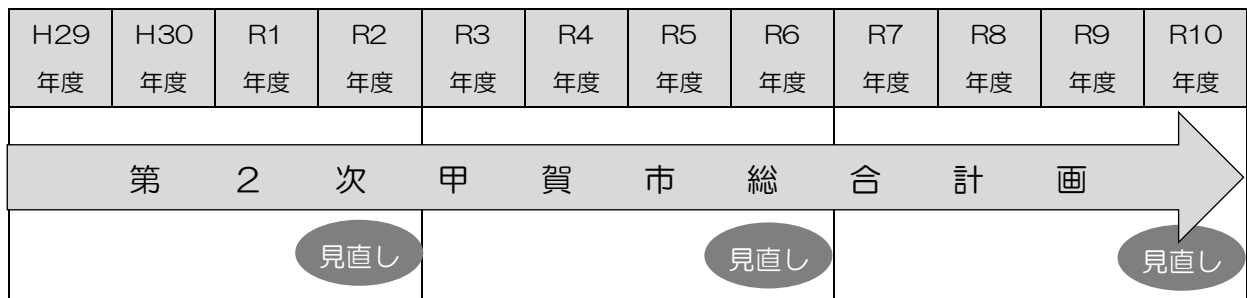 H29 H30 R1 R2 R3 R4 R5 R6 R7 R8 R9 R10
年度 年度 年度 年度 年度 年度 年度 年度 年度 年度 年度 年度
第2次甲賀市総合計画
見直し 見直し 見直し